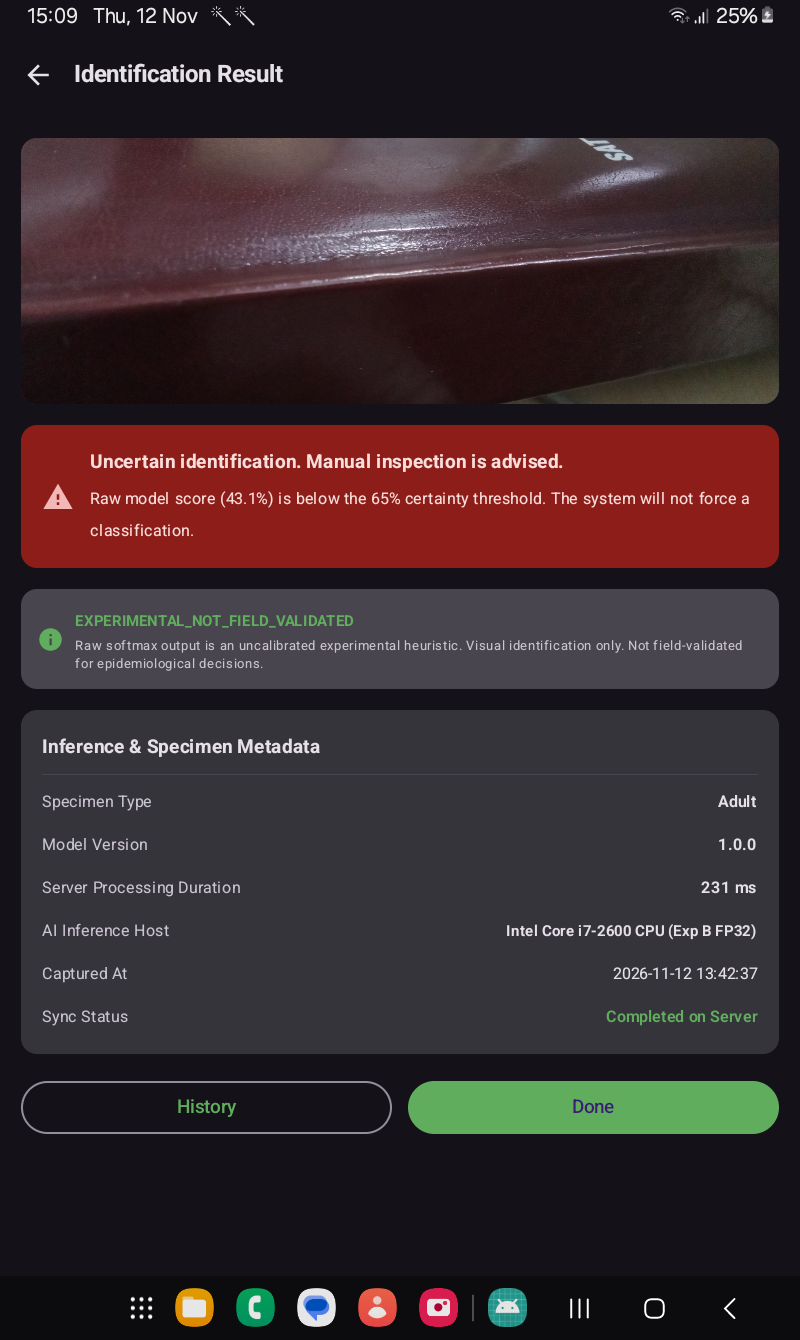 15:09 Thu, 12 Nov
25%
Identification Result
SAT
Uncertain identification. Manual inspection is advised.
Raw model score (43.1%) is below the 65% certainty threshold. The system will not force a
classification.
EXPERIMENTAL_NOT_FIELD_VALIDATED
Raw softmax output is an uncalibrated experimental heuristic. Visual identification only. Not field-validated
for epidemiological decisions.
Inference & Specimen Metadata
Specimen Type Adult
Model Version 1.0.0
Server Processing Duration 231 ms
AI Inference Host Intel Core i7-2600 CPU (Exp B FP32)
Captured At 2026-11-12 13:42:37
Sync Status Completed on Server
History Done